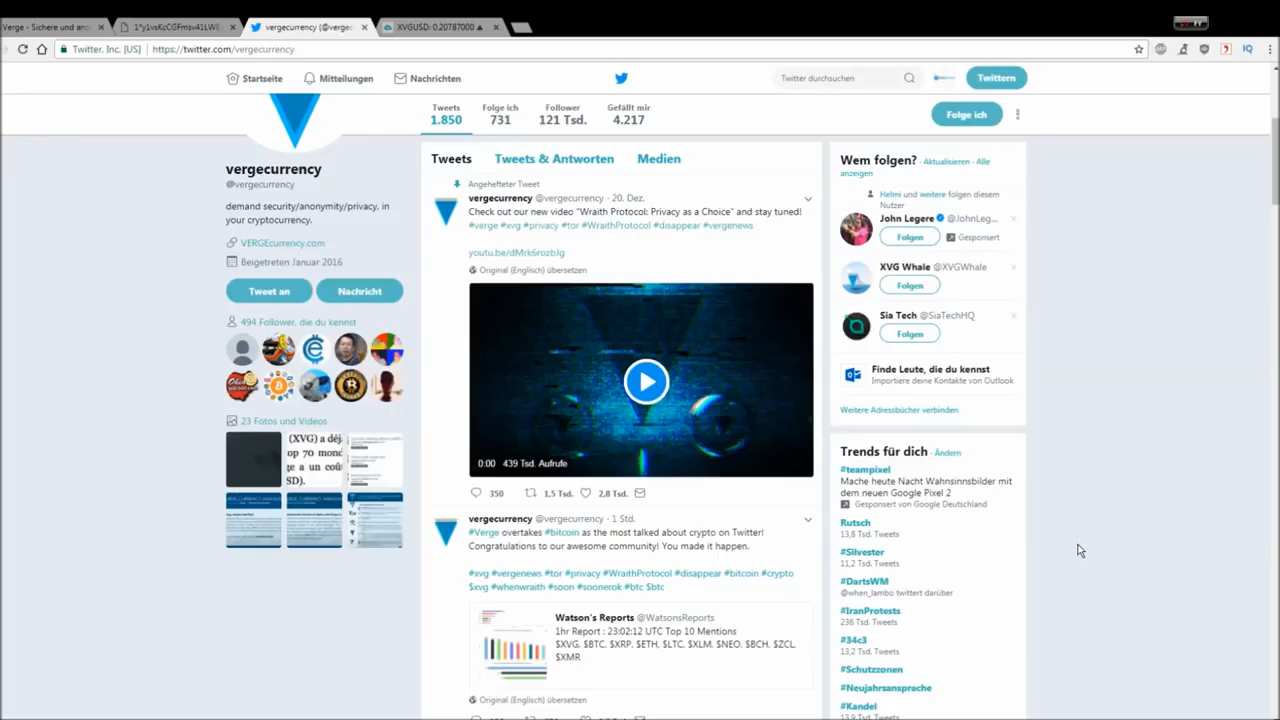 Verge - Sichere und anc
1^y1vsKcCGFmsv41LWE
vergecurrency (@vergec
XVGUSD: 0.20787000 ▲
Twitter, Inc. [US] https://twitter.com/vergecurrency
Startseite Mitteilungen Nachrichten Twitter durchsuchen Twittern
Tweets Folge ich Follower Gefällt mir
1.850 731 121 Tsd. 4.217
Folge ich
vergecurrency
@vergecurrency
demand security/anonymity/privacy. in
your cryptocurrency.
VERGEcurrency.com
Beigetreten Januar 2016
Tweet an Nachricht
494 Follower, die du kennst
23 Fotos und Videos
(XVG) a déj
op 70 mond
ge a un coû
SD).
Tweets Tweets & Antworten Medien
Angehefteter Tweet
vergecurrency @vergecurrency · 20. Dez.
Check out our new video "Wraith Protocol: Privacy as a Choice" and stay tuned!
#verge #xvg #privacy #tor #WraithProtocol #disappear #vergenews
youtu.be/dMrk6rozbJg
Original (Englisch) übersetzen
0:00 439 Tsd. Aufrufe
350 1,5 Tsd. 2,8 Tsd.
vergecurrency @vergecurrency · 1 Std.
#Verge overtakes #bitcoin as the most talked about crypto on Twitter!
Congratulations to our awesome community! You made it happen.
#xvg #vergenews #tor #privacy #WraithProtocol #disappear #bitcoin #crypto
$xvg #whenwraith #soon #soonerok #btc $btc
Watson's Reports @WatsonsReports
1hr Report : 23:02:12 UTC Top 10 Mentions
$XVG, $BTC, $XRP, $ETH, $LTC, $XLM, $NEO, $BCH, $ZCL,
$XMR
Original (Englisch) übersetzen
Wem folgen? · Aktualisieren · Alle
anzeigen
Helmi und weitere folgen diesem
Nutzer
John Legere @JohnLeg...
Folgen Gesponsert
XVG Whale @XVGWhale
Folgen
Sia Tech @SiaTechHQ
Folgen
Finde Leute, die du kennst
Importiere deine Kontakte von Outlook
Weitere Adressbücher verbinden
Trends für dich · Ändern
#teampixel
Mache heute Nacht Wahnsinnsbilder mit
dem neuen Google Pixel 2
Gesponsert von Google Deutschland
Rutsch
13,8 Tsd. Tweets
#Silvester
11,2 Tsd. Tweets
#DartsWM
@when_lambo twittert darüber
#IranProtests
236 Tsd. Tweets
#34c3
13,2 Tsd. Tweets
#Schutzzonen
#Neujahrsansprache
#Kandel
13,9 Tsd. Tweets